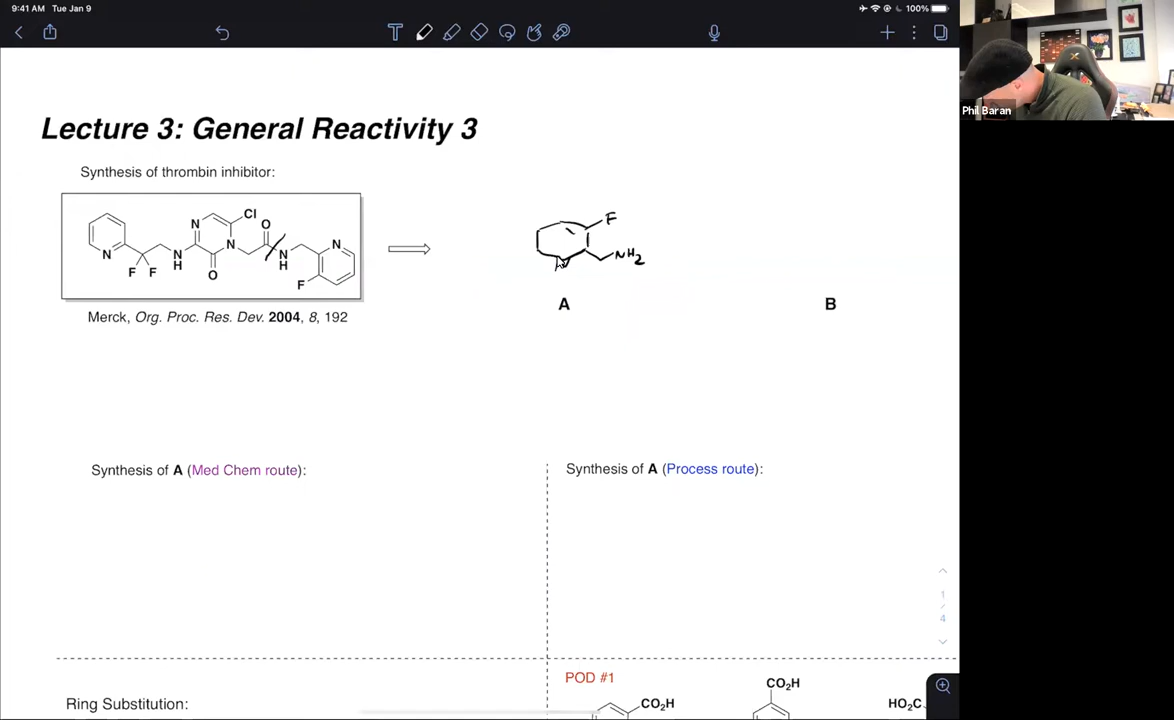 9:41 AM Tue Jan 9
100%
T
Phil Baran
Lecture 3: General Reactivity 3
Synthesis of thrombin inhibitor:
N
F F
N
H
N
Cl
N
O
O
N
H
N
F
F
NH2
N
Merck, Org. Proc. Res. Dev. 2004, 8, 192
A
B
Synthesis of A (Med Chem route):
Synthesis of A (Process route):
1
/
4
POD #1
Ring Substitution:
CO2H
CO2H
HO2C